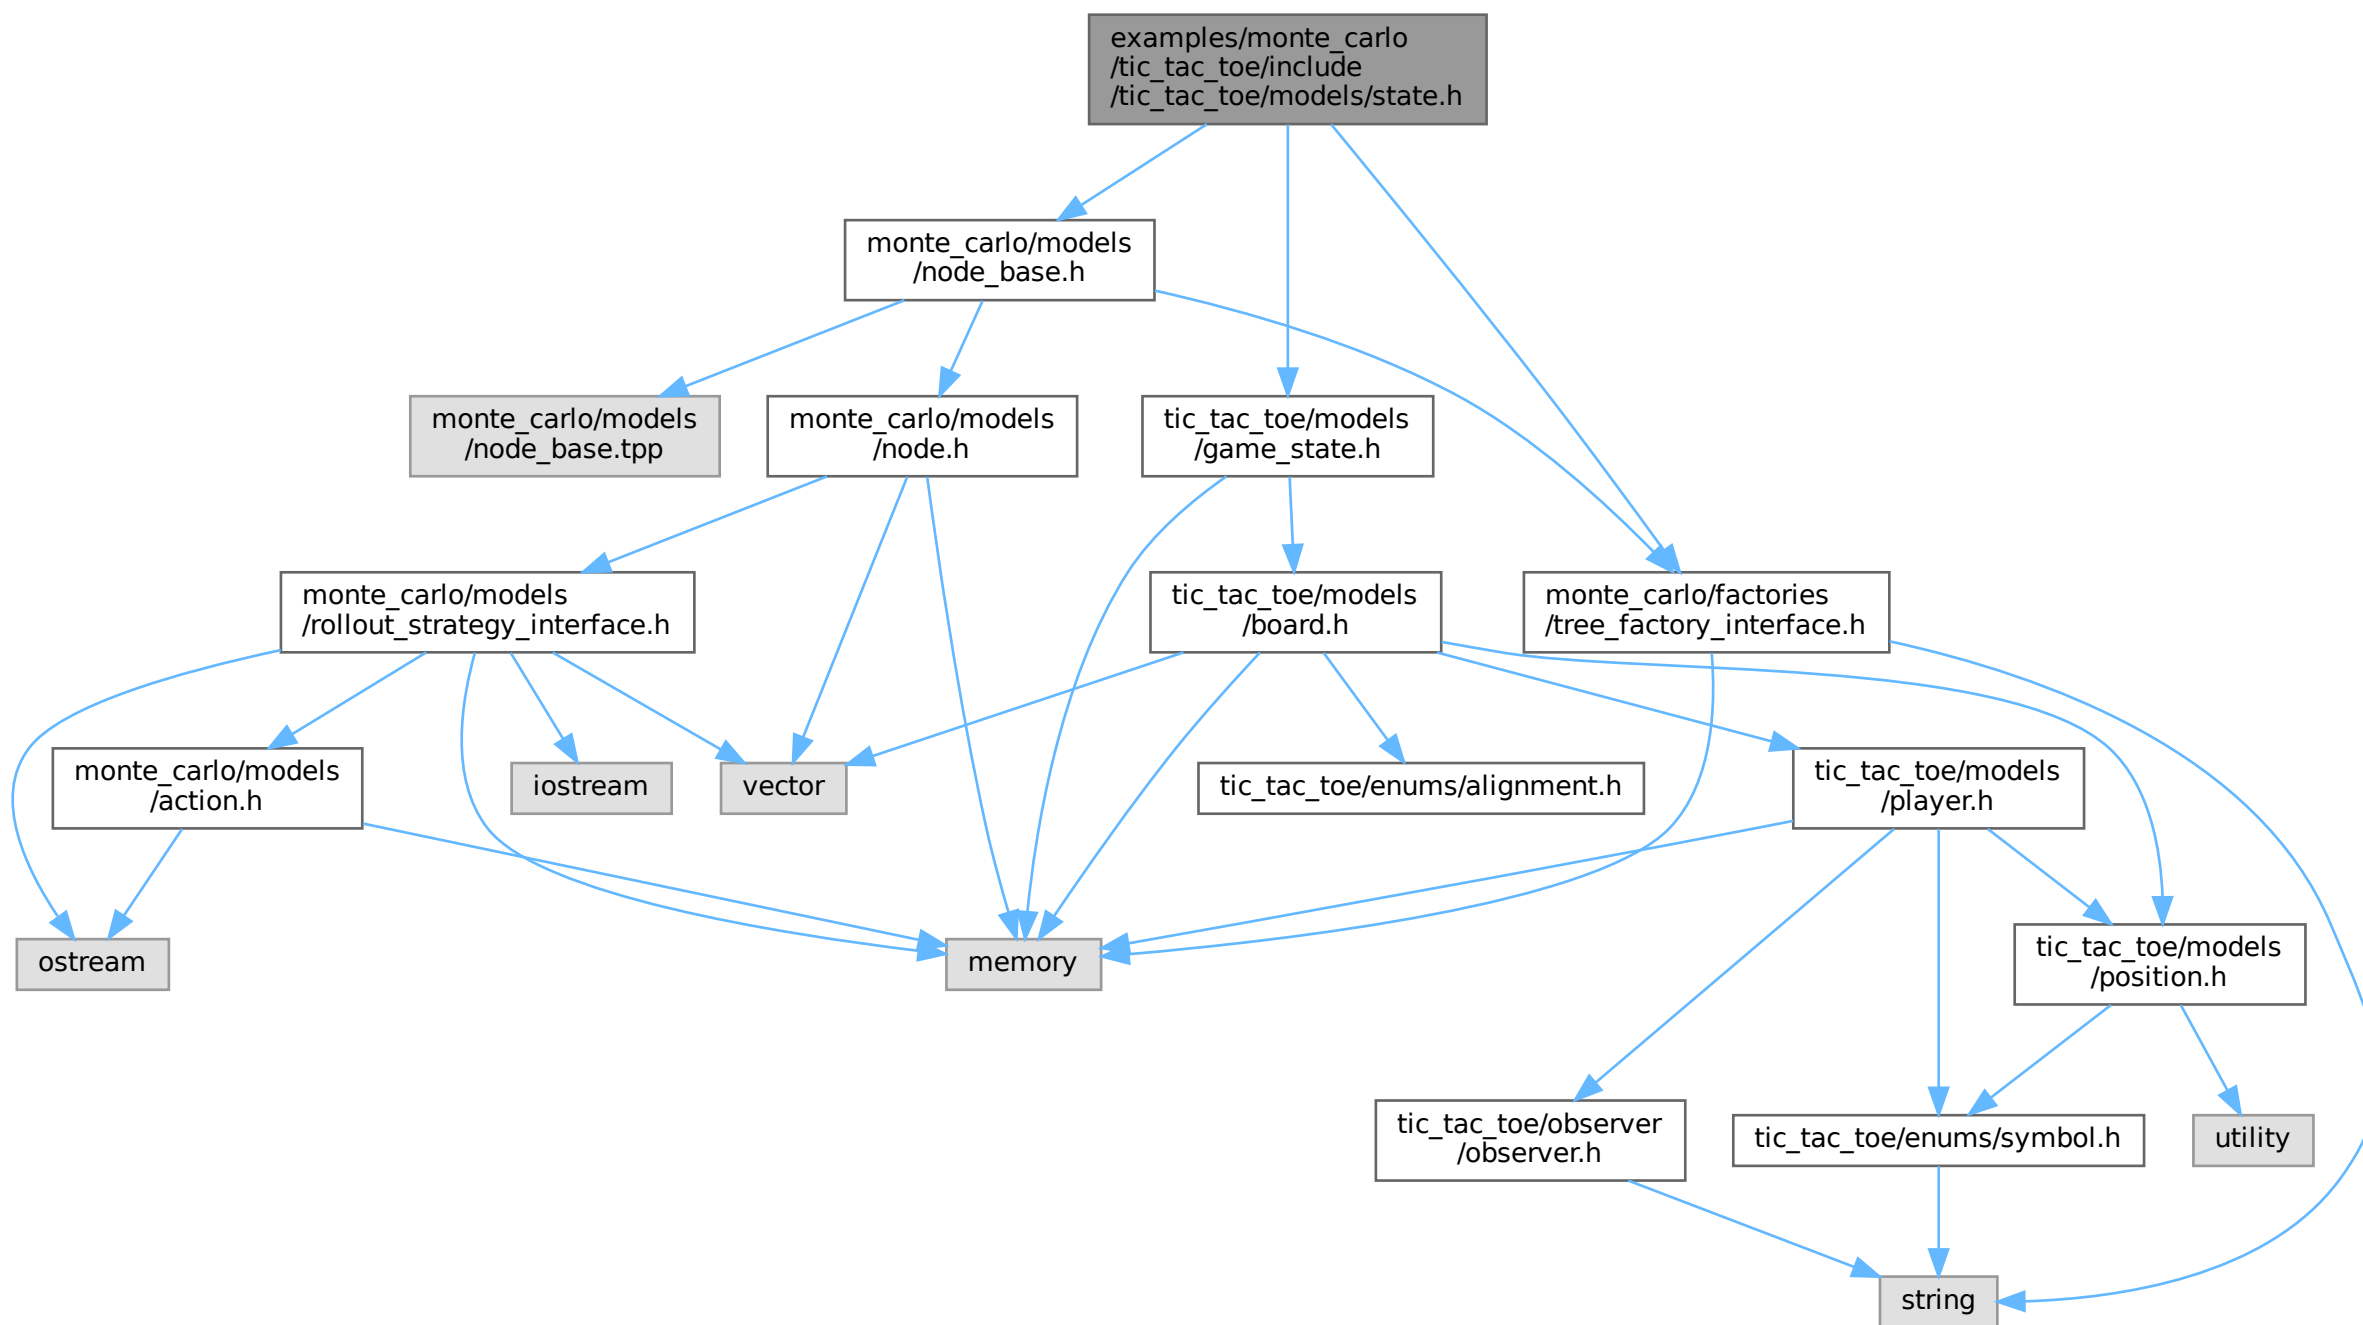 examples/monte_carlo
/tic_tac_toe/include
/tic_tac_toe/models/state.h
monte_carlo/models
/node_base.h
monte_carlo/models
/node_base.tpp
monte_carlo/models
/node.h
tic_tac_toe/models
/game_state.h
monte_carlo/models
/rollout_strategy_interface.h
tic_tac_toe/models
/board.h
monte_carlo/factories
/tree_factory_interface.h
monte_carlo/models
/action.h
iostream
vector
tic_tac_toe/enums/alignment.h
tic_tac_toe/models
/player.h
ostream
memory
tic_tac_toe/models
/position.h
tic_tac_toe/observer
/observer.h
tic_tac_toe/enums/symbol.h
utility
string